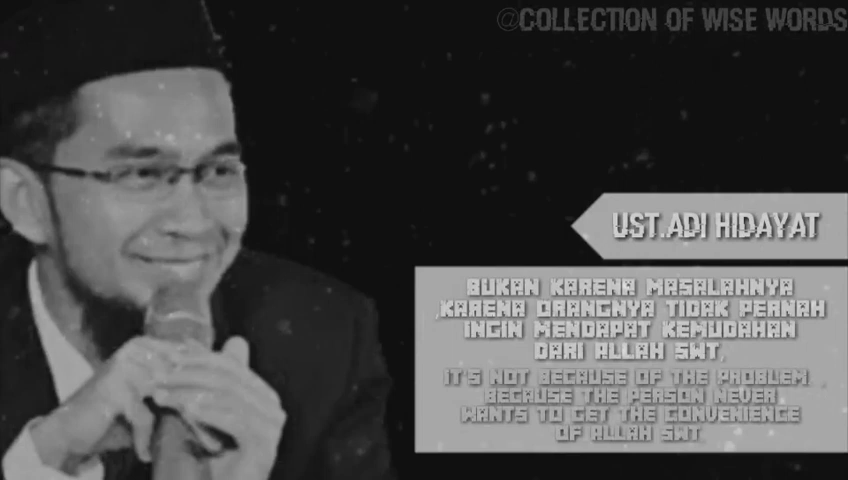 @COLLECTION OF WISE WORDS
UST.ADI HIDAYAT
BUKAN KARENA MASALAHNYA
,KARENA ORANGNYA TIDAK PERNAH
INGIN MENDAPAT KEMUDAHAN
DARI ALLAH SWT,
IT'S NOT BECAUSE OF THE PROBLEM. ,
BECAUSE THE PERSON NEVER
WANTS TO GET THE CONVENIENCE
OF ALLAH SWT